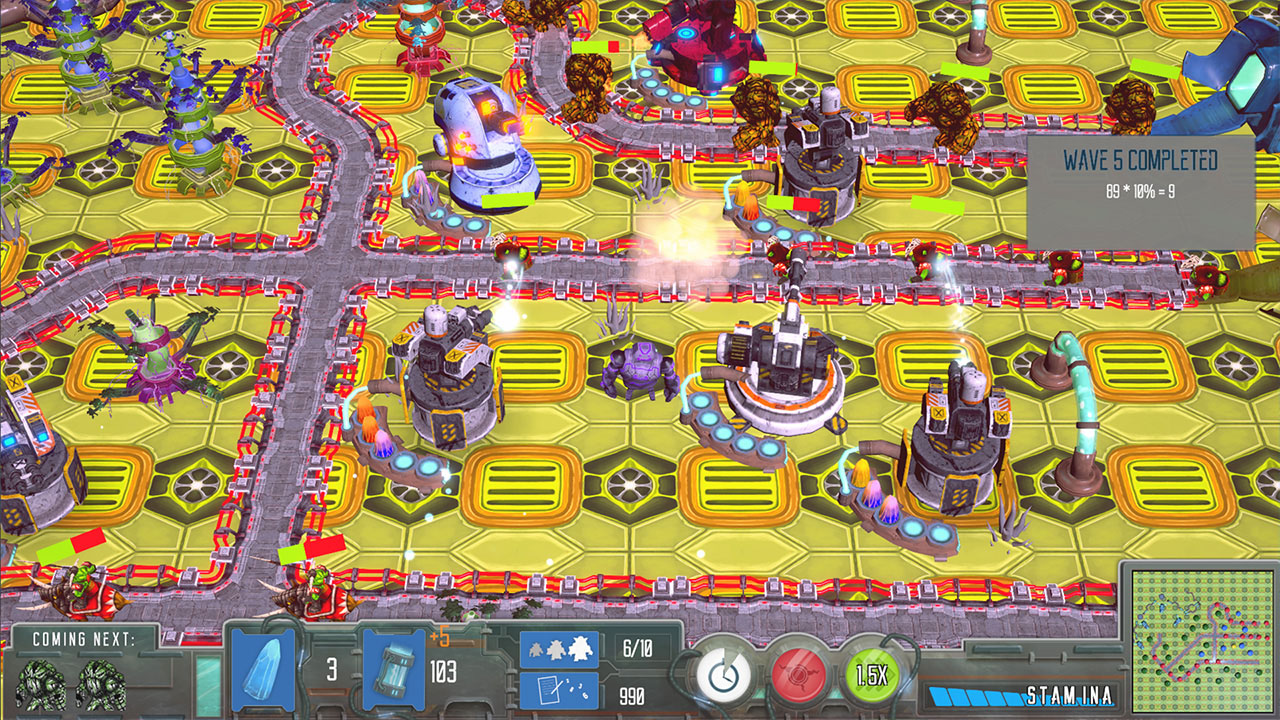 WAVE 5 COMPLETED
89 * 10% = 9
COMING NEXT:
3
+5
103
6/10
990
1.5X
STAMINA